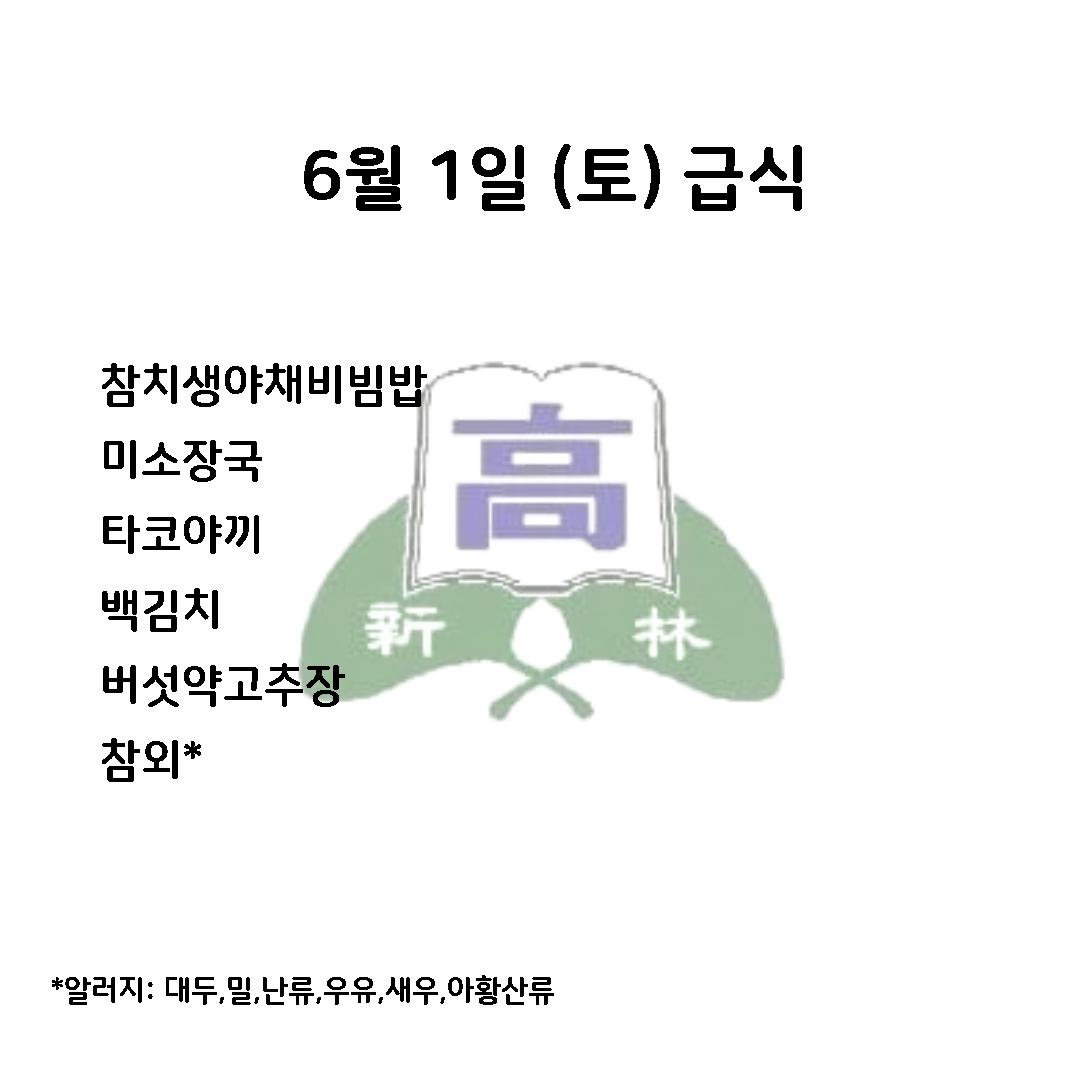 6월 1일 (토) 급식
참치생야채비빔밥
미소장국
타코야끼
백김치
버섯약고추장
참외*
高
新 林
*알러지: 대두,밀,난류,우유,새우,아황산류